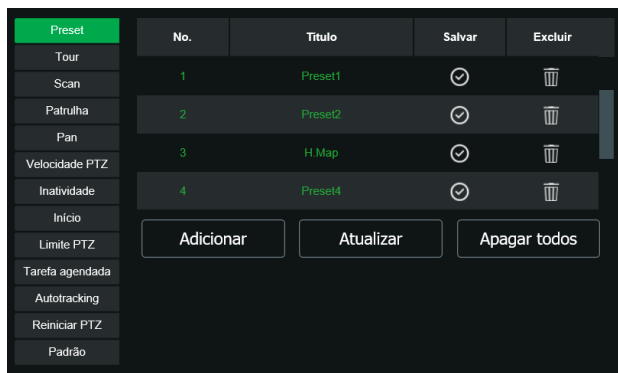 Preset
Tour
Scan
Patrulha
Pan
Velocidade PTZ
Inatividade
Início
Limite PTZ
Tarefa agendada
Autotracking
Reiniciar PTZ
Padrão
No. Titulo Salvar Excluir
1 Preset1
2 Preset2
3 H.Map
4 Preset4
Adicionar Atualizar Apagar todos